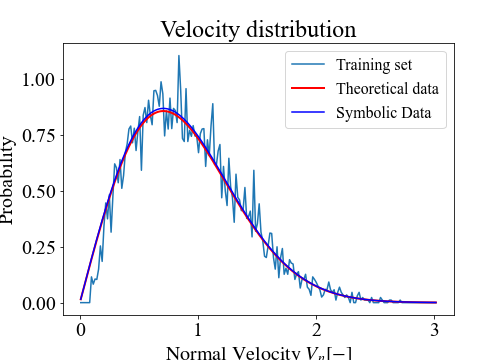 Velocity distribution
Training set
Theoretical data
Symbolic Data
Probability
1.00
0.75
0.50
0.25
0.00
0
1
2
3
Normal Velocity Vn[−]